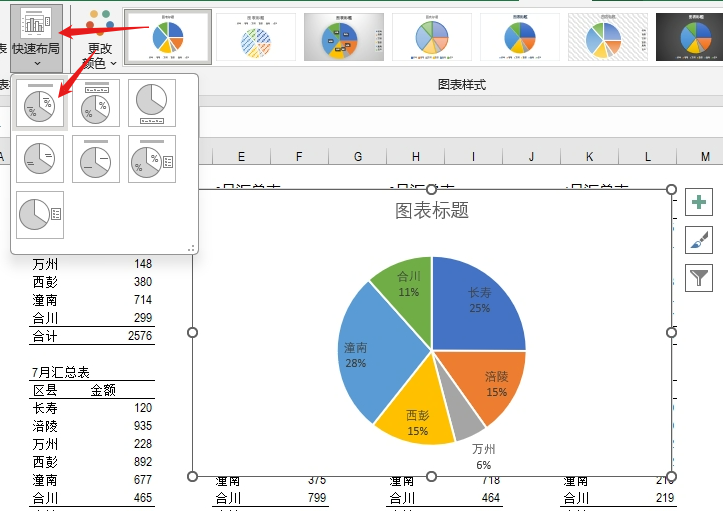 快速布局
更改
颜色
图表样式
E F G H I J K L M
图表标题
合川
11%
长寿
25%
潼南
28%
涪陵
15%
西彭
15%
万州
6%
万州 148
西彭 380
潼南 714
合川 299
合计 2576
7月汇总表
区县 金额
长寿 120
涪陵 935
万州 228
西彭 892
潼南 677 潼南 375 潼南 718 潼南
合川 465 合川 799 合川 464 合川 219